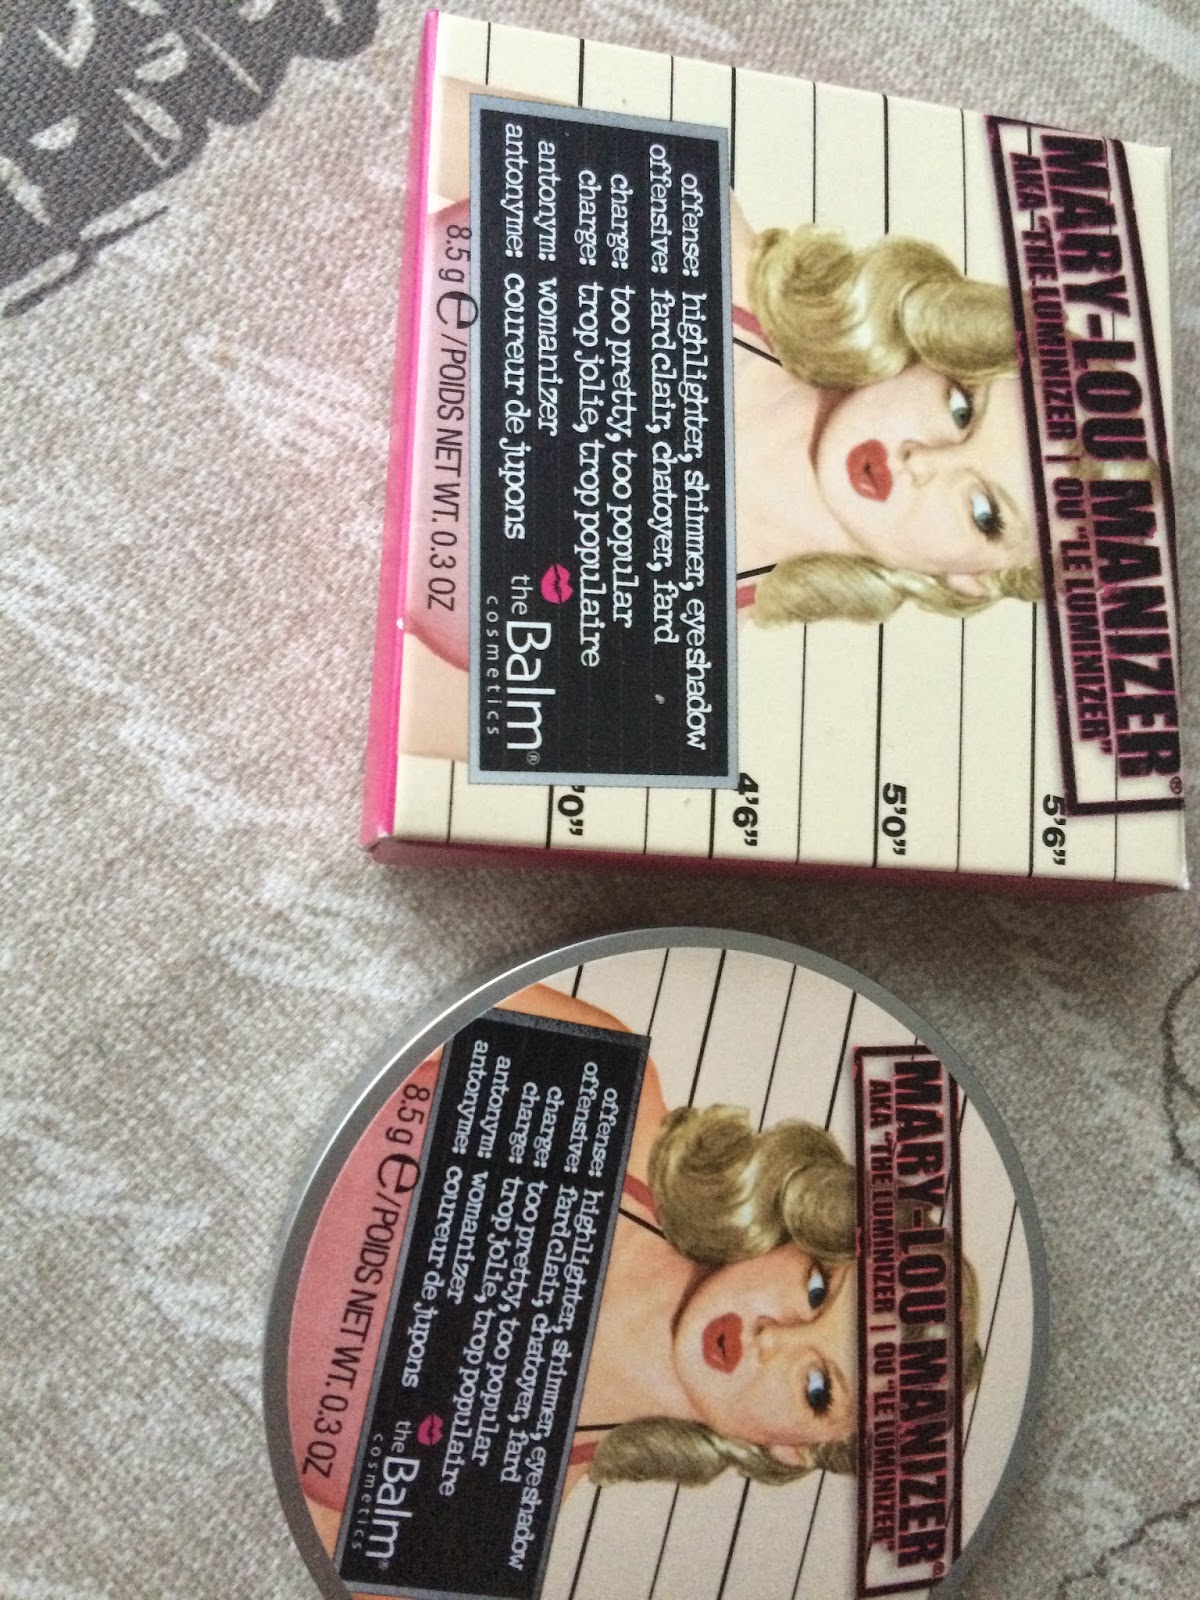 MARY-LOU MANIZER®
AKA "THE LUMINIZER | OU "LE LUMINIZER"
5'6"
5'0"
4'6"
'0"
offense: highlighter, shimmer, eyeshadow
offensive: fard clair, chatoyer, fard
charge: too pretty, too popular
charge: trop jolie, trop populaire
antonym: womanizer
antonyme: coureur de jupons
theBalm®
cosmetics
8.5 g e/POIDS NET WT. 0.3 OZ
MARY-LOU MANIZER®
AKA "THE LUMINIZER | OU "LE LUMINIZER"
offense: highlighter, shimmer, eyeshadow
offensive: fard clair, chatoyer, fard
charge: too pretty, too popular
charge: trop jolie, trop populaire
antonym: womanizer
antonyme: coureur de jupons
theBalm®
cosmetics
8.5 g e/POIDS NET WT. 0.3 OZ